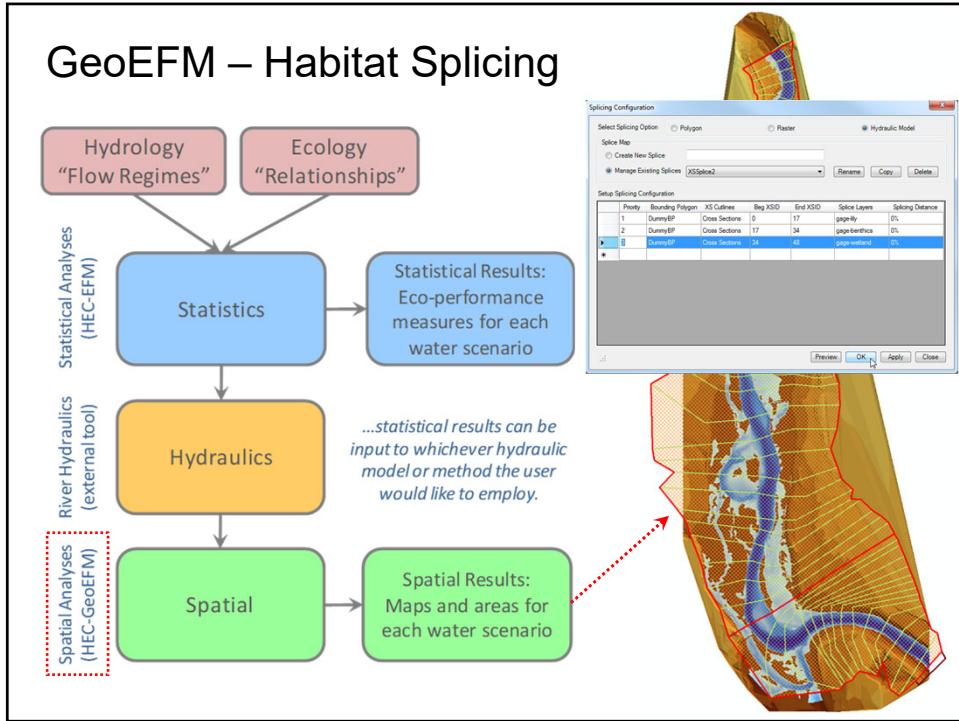 GeoEFM – Habitat Splicing
Hydrology
“Flow Regimes”
Ecology
“Relationships”
Statistical Analyses
(HEC-EFM)
Statistics
Statistical Results:
Eco-performance
measures for each
water scenario
River Hydraulics
(external tool)
Hydraulics
...statistical results can be
input to whichever hydraulic
model or method the user
would like to employ.
Spatial Analyses
(HEC-GeoEFM)
Spatial
Spatial Results:
Maps and areas for
each water scenario
Splicing Configuration
Select Splicing Option Polygon Raster Hydraulic Model
Splice Map
Create New Splice
Manage Existing Splices XSSplice2 Rename Copy Delete
Setup Splicing Configuration
Priority Bounding Polygon XS Cutlines Beg XSID End XSID Splice Layers Splicing Distance
1 DummyBP Cross Sections 0 17 gage-lily 0%
2 DummyBP Cross Sections 17 34 gage-benthics 0%
3 DummyBP Cross Sections 34 48 gage-wetland 0%
Preview OK Apply Close